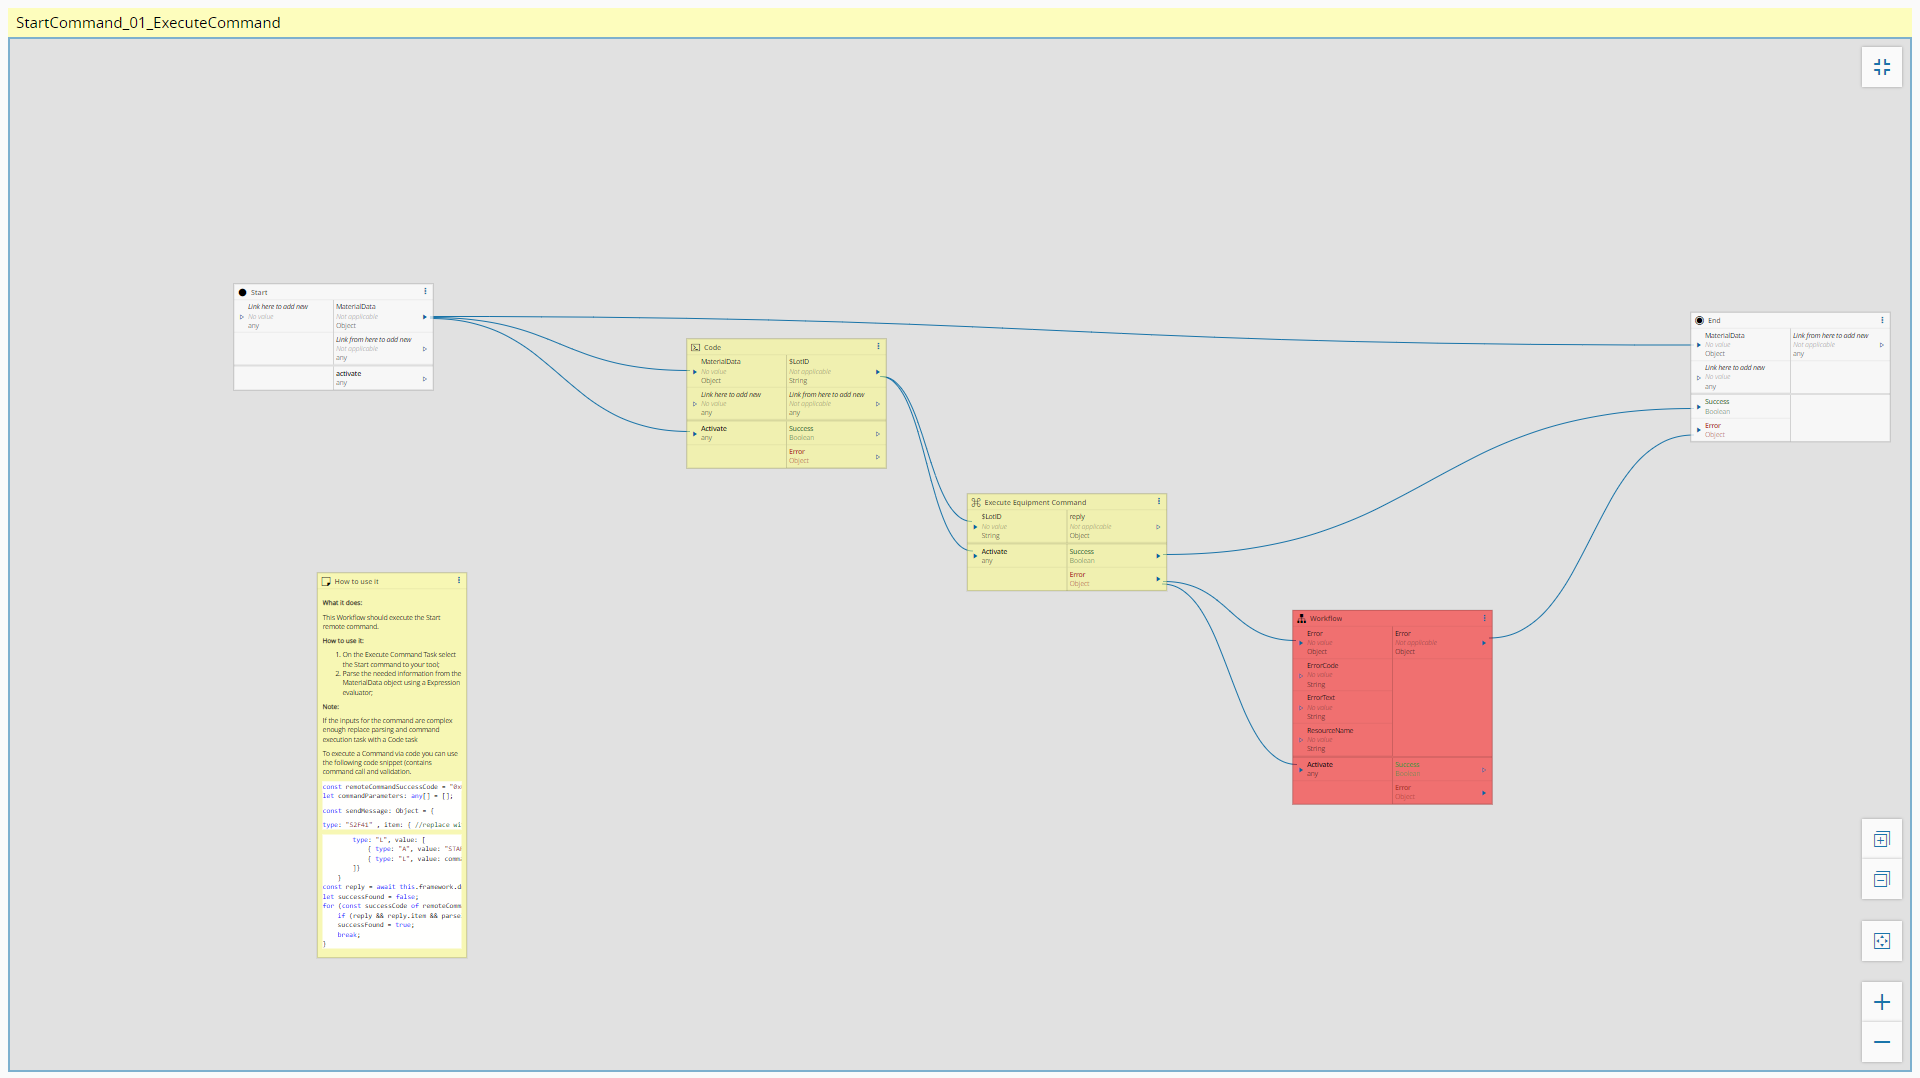 StartCommand_01_ExecuteCommand
Start
Link here to add new
No value
any
MaterialData
Not applicable
Object
Link from here to add new
Not applicable
any
activate
any
Code
MaterialData
No value
Object
$LotID
Not applicable
String
Link here to add new
No value
any
Link from here to add new
Not applicable
any
Activate
any
Success
Boolean
Error
Object
Execute Equipment Command
$LotID
No value
String
reply
Not applicable
Object
Activate
any
Success
Boolean
Error
Object
Workflow
Error
No value
Object
Error
Not applicable
Object
ErrorCode
No value
String
ErrorText
No value
String
ResourceName
No value
String
Activate
any
Success
Boolean
Error
Object
End
MaterialData
No value
Object
Link from here to add new
Not applicable
any
Link here to add new
No value
any
Success
Boolean
Error
Object
How to use it
What it does:
This Workflow should execute the Start
remote command.
How to use it:
1. On the Execute Command Task select
the Start command to your tool;
2. Parse the needed information from the
MaterialData object using a Expression
evaluator;
Note:
If the inputs for the command are complex
enough replace parsing and command
execution task with a Code task
To execute a Command via code you can use
the following code snippet (contains
command call and validation.
const remoteCommandSuccessCode = "0x
let commandParameters: any[] = [];
const sendMessage: Object = {
type: "S2F41" , item: { //replace wi
type: "L", value: [
{ type: "A", value: "STA
{ type: "L", value: comm
]}
}
const reply = await this.framework.d
let successFound = false;
for (const successCode of remoteComm
if (reply && reply.item && parse
successFound = true;
break;
}